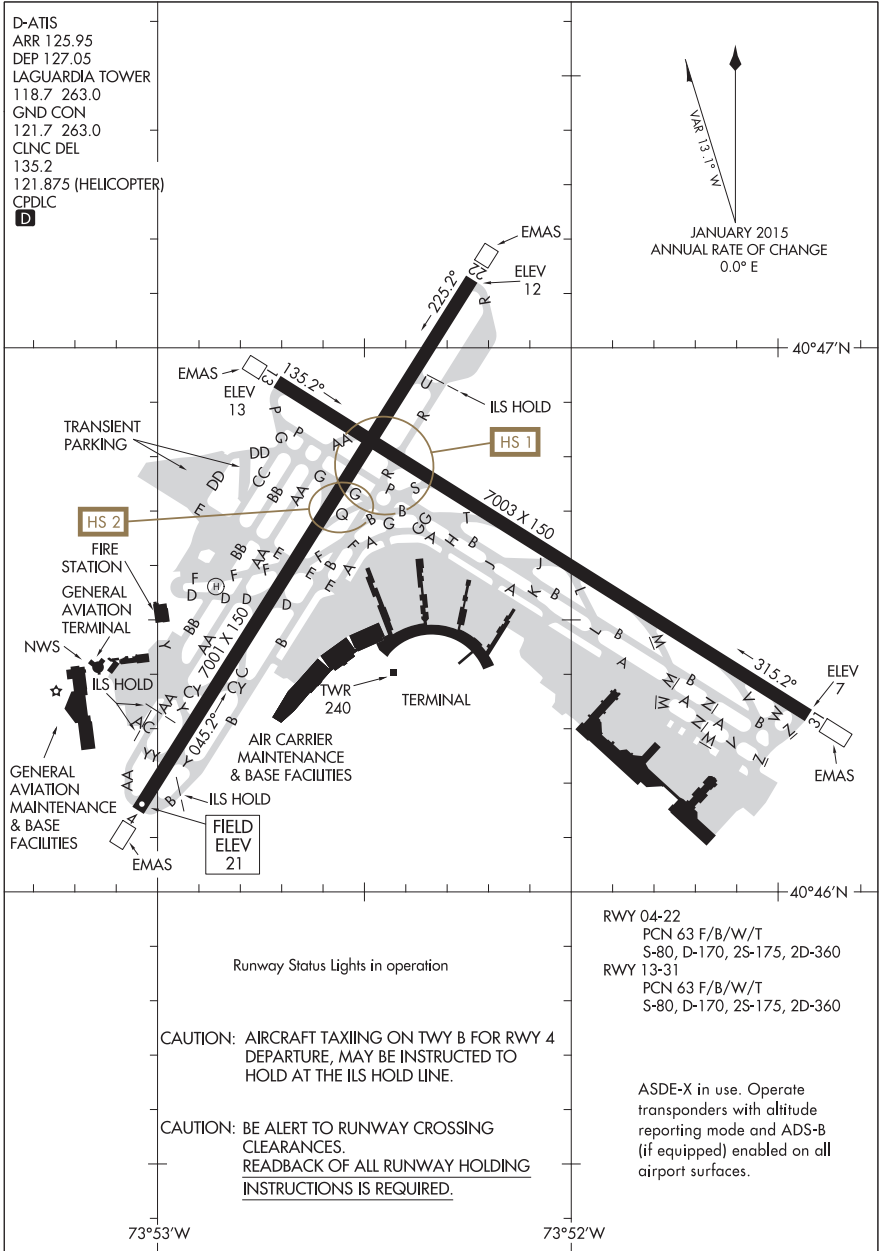 D-ATIS
ARR 125.95
DEP 127.05
LAGUARDIA TOWER
118.7 263.0
GND CON
121.7 263.0
CLNC DEL
135.2
121.875 (HELICOPTER)
CPDLC
D
VAR 13.1° W
JANUARY 2015
ANNUAL RATE OF CHANGE
0.0° E
EMAS
22
ELEV
12
225.2°
R
40°47'N
EMAS
13
ELEV
13
135.2°
U
R
ILS HOLD
HS 1
TRANSIENT
PARKING
P
G
P
AA
DD
DD
CC
BB
AA
G
G
R
P
S
E
HS 2
Q
B
G
B
GG
G
T
7003 X 150
FIRE
STATION
BB
AA
E
F
F
A
A
H
B
GENERAL
AVIATION
TERMINAL
F
H
F
F
E
B
A
E
E
J
J
D
D
D
D
A
K
B
L
NWS
Y
BB
AA
7001 X 150
B
L
A
B
M
ILS HOLD
AA
CY
CY
C
B
TWR
240
TERMINAL
M
B
M
A
N
315.2°
ELEV
7
A
G
Y
Y
Y
045.2°
AIR CARRIER
MAINTENANCE
& BASE FACILITIES
N
W
A
V
V
B
W
N
N
31
EMAS
GENERAL
AVIATION
MAINTENANCE
& BASE
FACILITIES
AA
Y
B
ILS HOLD
4
EMAS
FIELD
ELEV
21
40°46'N
Runway Status Lights in operation
CAUTION: AIRCRAFT TAXIING ON TWY B FOR RWY 4
DEPARTURE, MAY BE INSTRUCTED TO
HOLD AT THE ILS HOLD LINE.
CAUTION: BE ALERT TO RUNWAY CROSSING
CLEARANCES.
READBACK OF ALL RUNWAY HOLDING
INSTRUCTIONS IS REQUIRED.
RWY 04-22
PCN 63 F/B/W/T
S-80, D-170, 2S-175, 2D-360
RWY 13-31
PCN 63 F/B/W/T
S-80, D-170, 2S-175, 2D-360
ASDE-X in use. Operate
transponders with altitude
reporting mode and ADS-B
(if equipped) enabled on all
airport surfaces.
73°53'W
73°52'W